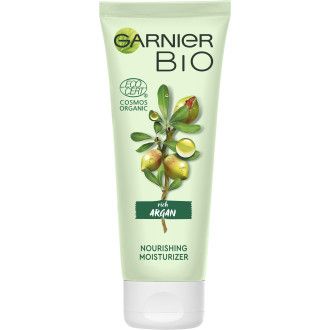 GARNIER
BIO
ECO
CERT
®
COSMOS
ORGANIC
rich
ARGAN
NOURISHING
MOISTURIZER